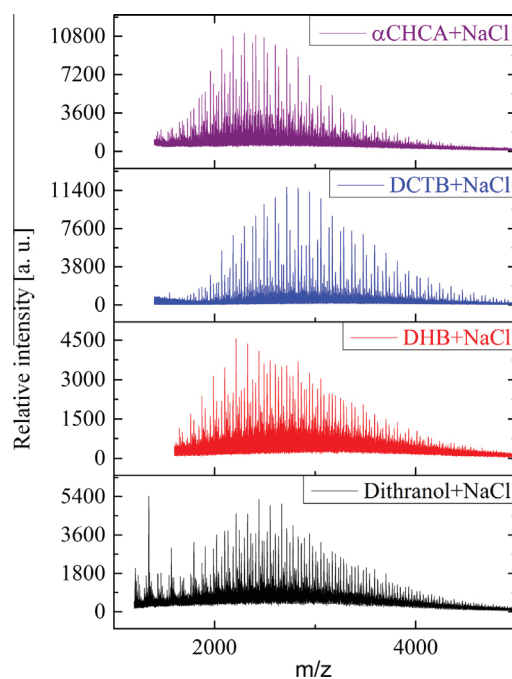 Relative intensity [a. u.]
αCHCA+NaCl
10800
7200
3600
0
DCTB+NaCl
11400
7600
3800
0
DHB+NaCl
4500
3000
1500
0
Dithranol+NaCl
5400
3600
1800
0
2000 4000
m/z